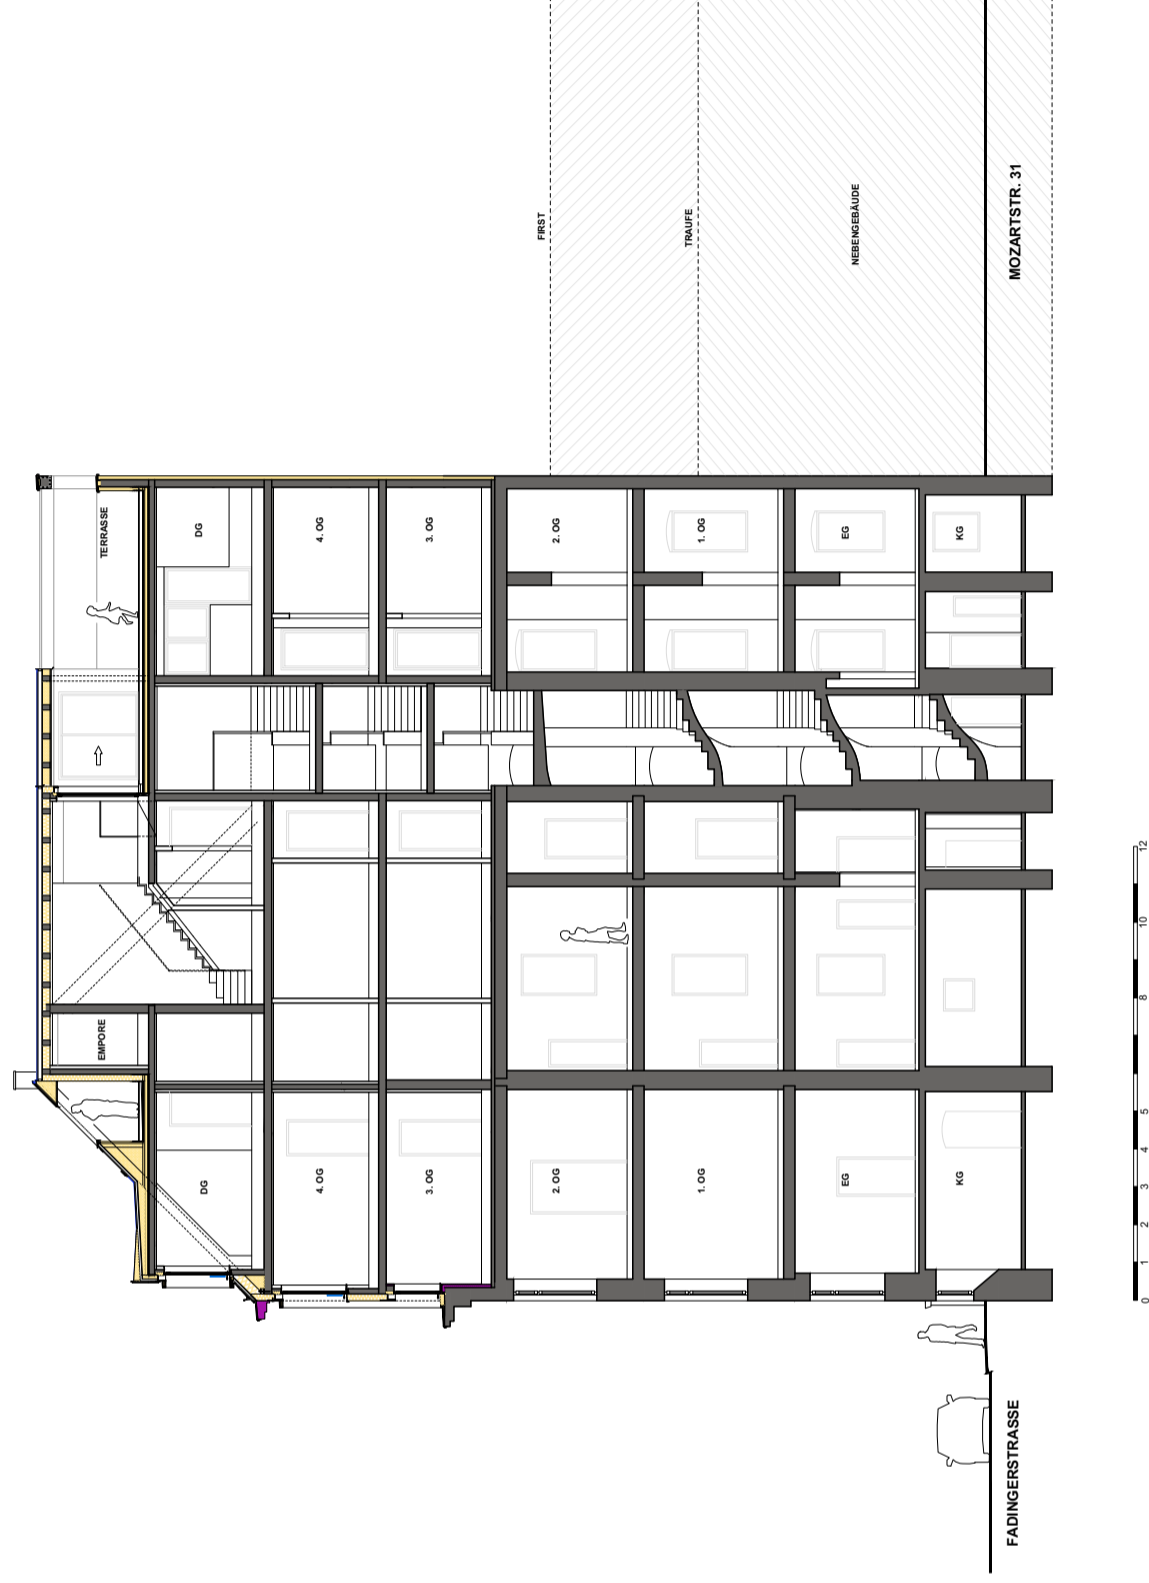 EMPORE
TERRASSE
DG
DG
4. OG
4. OG
3. OG
3. OG
2. OG
2. OG
1. OG
1. OG
EG
EG
KG
KG
FIRST
TRAUFE
NEBENGEBÄUDE
FADINGERSTRASSE
MOZARTSTR. 31
0 1 2 3 4 5 8 10 12